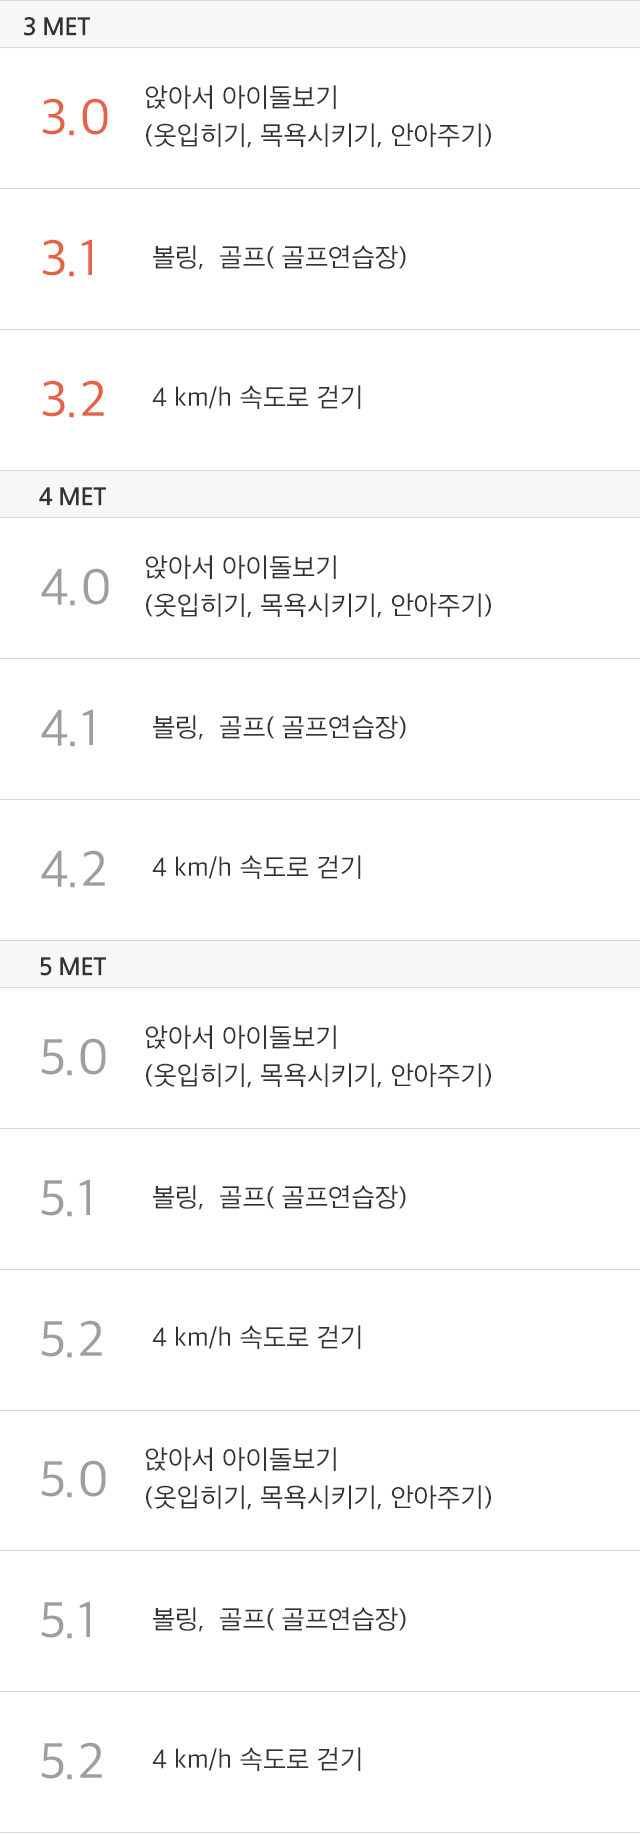 3 MET
3.0
앉아서 아이돌보기
(옷입히기, 목욕시키기, 안아주기)
3.1
볼링, 골프( 골프연습장)
3.2
4 km/h 속도로 걷기
4 MET
4.0
앉아서 아이돌보기
(옷입히기, 목욕시키기, 안아주기)
4.1
볼링, 골프( 골프연습장)
4.2
4 km/h 속도로 걷기
5 MET
5.0
앉아서 아이돌보기
(옷입히기, 목욕시키기, 안아주기)
5.1
볼링, 골프( 골프연습장)
5.2
4 km/h 속도로 걷기
5.0
앉아서 아이돌보기
(옷입히기, 목욕시키기, 안아주기)
5.1
볼링, 골프( 골프연습장)
5.2
4 km/h 속도로 걷기